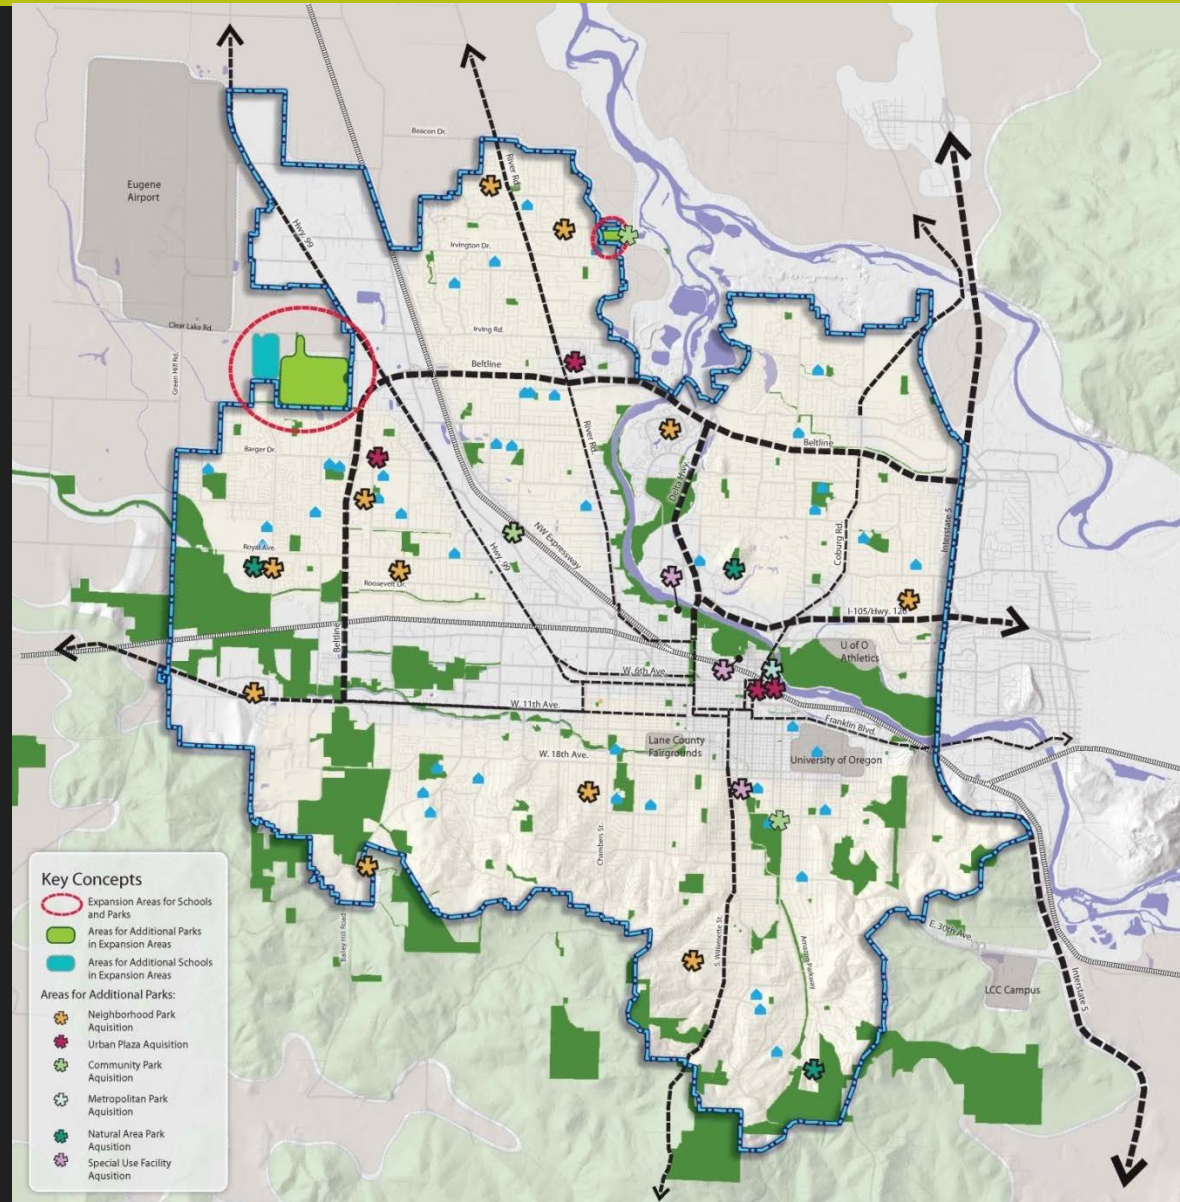 Beacon Dr.
River Rd.
Eugene
Airport
Hwy. 99
Irvington Dr.
Clear Lake Rd.
Irving Rd.
Green Hill Rd.
Beltline
River Rd.
Barger Dr.
Beltline
Delta Hwy.
NW Expressway
Coburg Rd.
Interstate 5
Hwy. 99
Royal Ave.
Roosevelt Dr.
I-105/Hwy. 126
Beltline
U of O
Athletics
W. 6th Ave.
W. 11th Ave.
Franklin Blvd.
Lane County
Fairgrounds
W. 18th Ave.
University of Oregon
Chambers St.
Bailey Hill Road
S. Willamette St.
Amazon Parkway
E. 30th Ave.
LCC Campus
Interstate 5
Key Concepts
Expansion Areas for Schools
and Parks
Areas for Additional Parks
in Expansion Areas
Areas for Additional Schools
in Expansion Areas
Areas for Additional Parks:
Neighborhood Park
Aquisition
Urban Plaza Aquisition
Community Park
Aquisition
Metropolitan Park
Aquisition
Natural Area Park
Aqusition
Special Use Facility
Aqusition